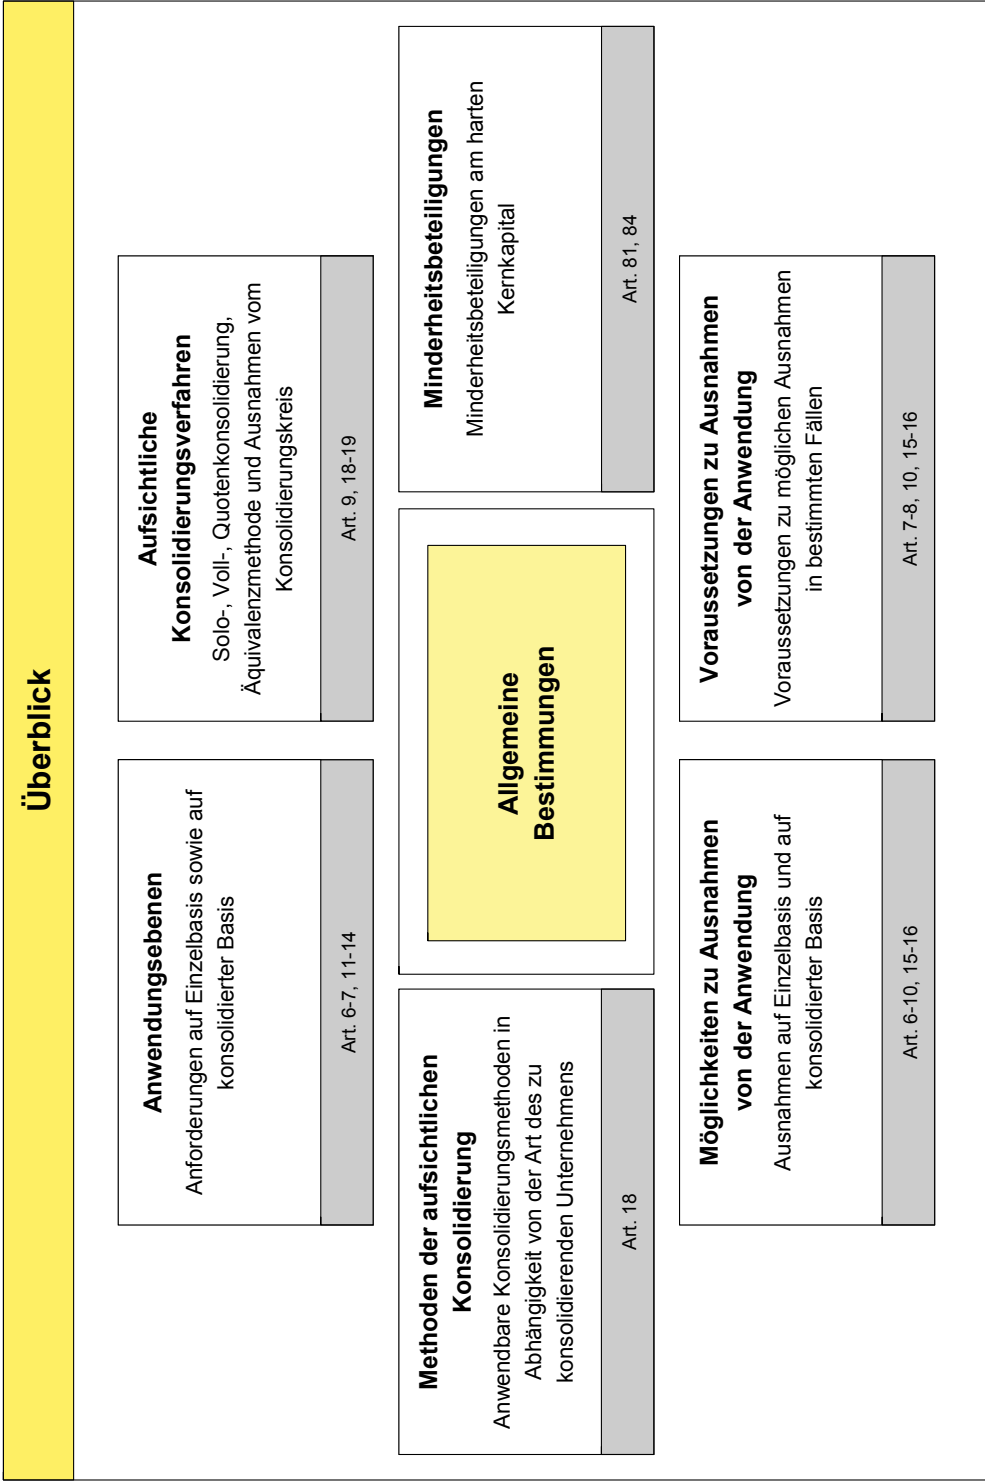 Überblick
Anwendungsebenen
Anforderungen auf Einzelbasis sowie auf
konsolidierter Basis
Art. 6-7, 11-14
Aufsichtliche
Konsolidierungsverfahren
Solo-, Voll-, Quotenkonsolidierung,
Äquivalenzmethode und Ausnahmen vom
Konsolidierungskreis
Art. 9, 18-19
Methoden der aufsichtlichen
Konsolidierung
Anwendbare Konsolidierungsmethoden in
Abhängigkeit von der Art des zu
konsolidierenden Unternehmens
Art. 18
Allgemeine
Bestimmungen
Minderheitsbeteiligungen
Minderheitsbeteiligungen am harten
Kernkapital
Art. 81, 84
Möglichkeiten zu Ausnahmen
von der Anwendung
Ausnahmen auf Einzelbasis und auf
konsolidierter Basis
Art. 6-10, 15-16
Voraussetzungen zu Ausnahmen
von der Anwendung
Voraussetzungen zu möglichen Ausnahmen
in bestimmten Fällen
Art. 7-8, 10, 15-16